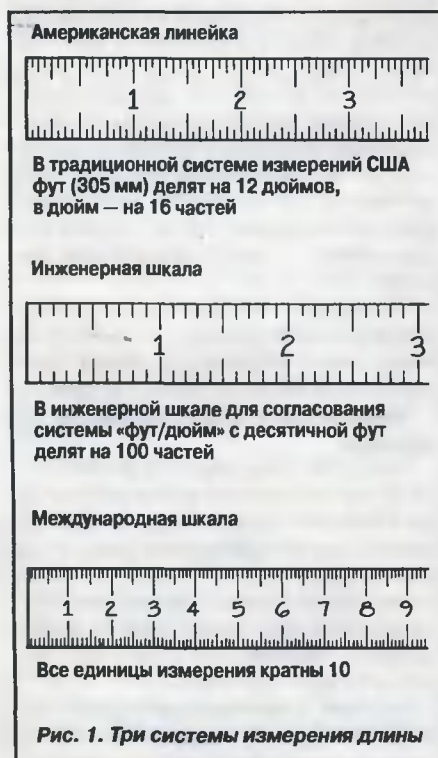 Американская линейка
1 2 3
В традиционной системе измерений США
фут (305 мм) делят на 12 дюймов,
в дюйм — на 16 частей
Инженерная шкала
1 2 3
В инженерной шкале для согласования
системы «фут/дюйм» с десятичной фут
делят на 100 частей
Международная шкала
1 2 3 4 5 6 7 8 9
Все единицы измерения кратны 10
Рис. 1. Три системы измерения длины